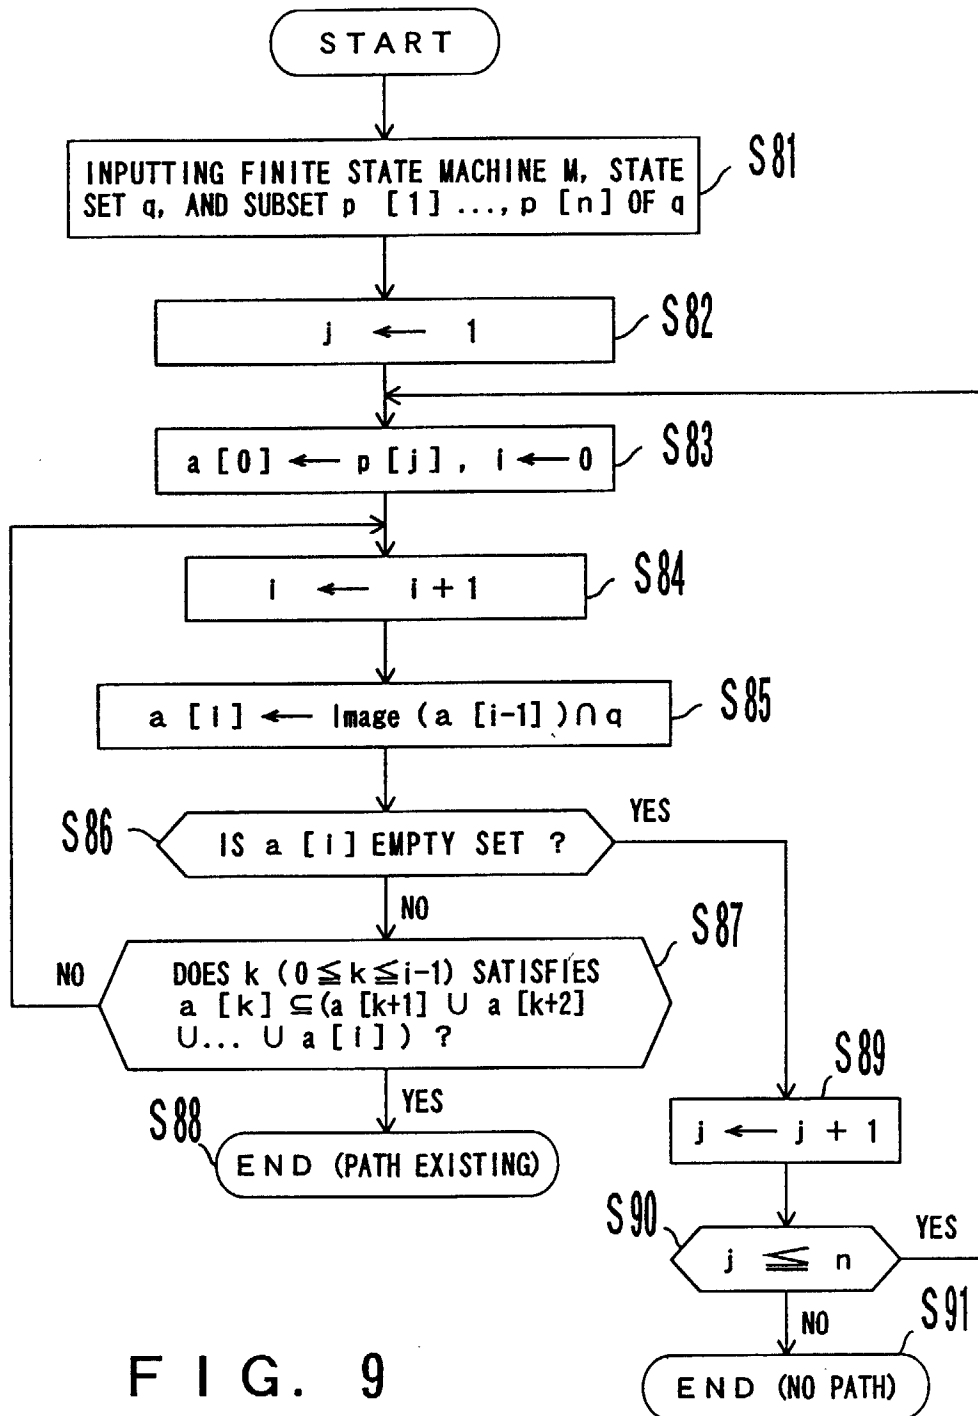 START
INPUTTING FINITE STATE MACHINE M, STATE
SET q, AND SUBSET p [1] ..., p [n] OF q
S81
j ← 1
S82
a [0] ← p [j], i ← 0
S83
i ← i + 1
S84
a [i] ← Image (a [i-1]) ∩ q
S85
S86
IS a [i] EMPTY SET ?
YES
NO
S87
NO
DOES k (0 ≦ k ≦ i-1) SATISFIES
a [k] ⊆ (a [k+1] ∪ a [k+2]
∪... ∪ a [i]) ?
YES
S88
END (PATH EXISTING)
S89
j ← j + 1
S90
j ≦ n
YES
NO
S91
END (NO PATH)
FIG. 9